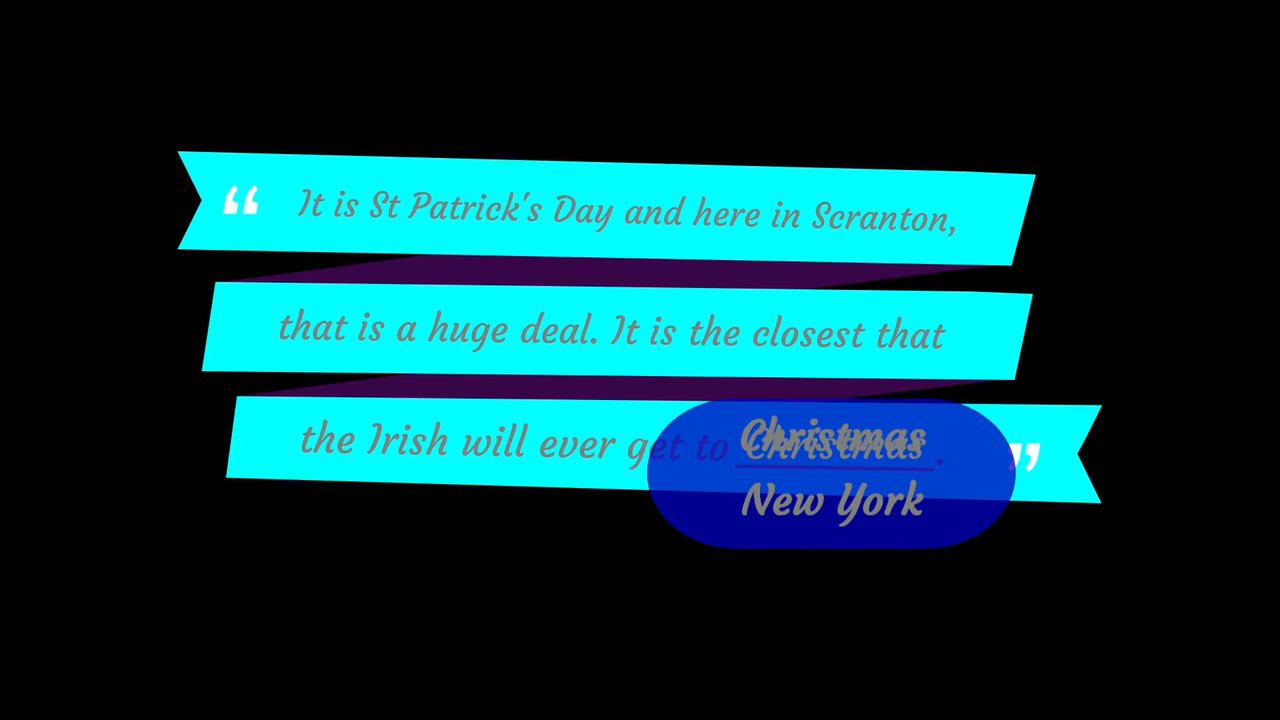 “ It is St Patrick's Day and here in Scranton,
that is a huge deal. It is the closest that
the Irish will ever get to Christmas. ”
Christmas
New York